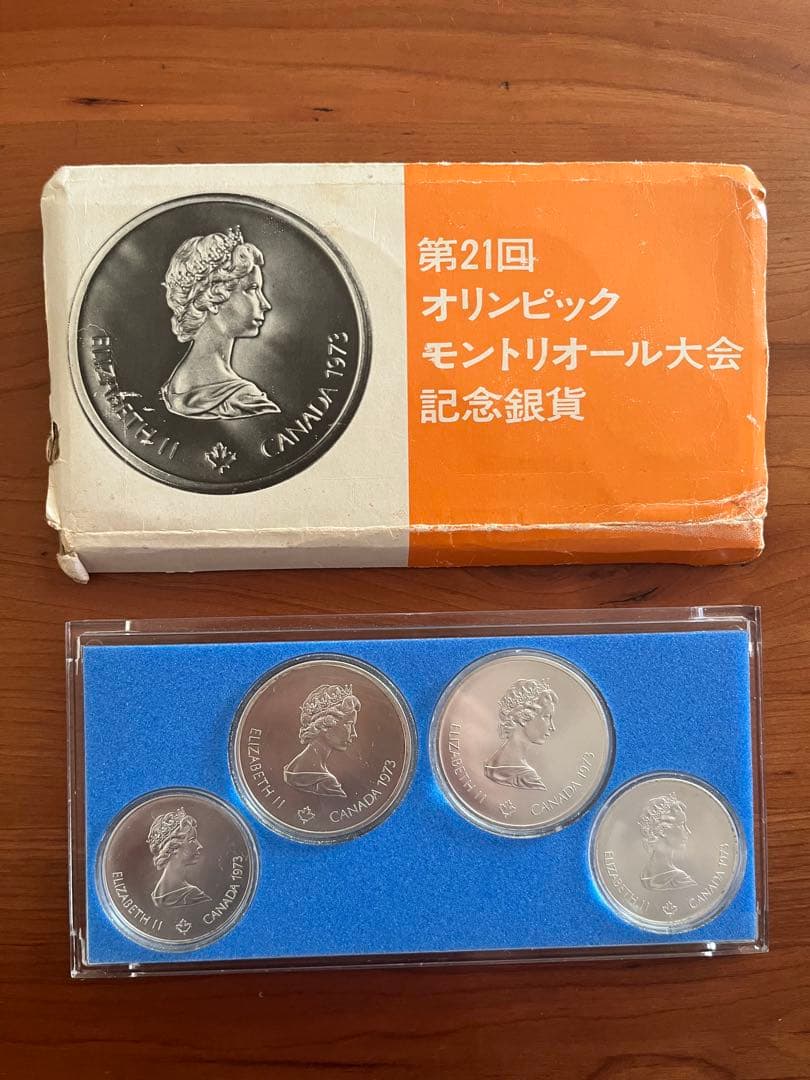 ELIZABETH II
CANADA 1973
第21回
オリンピック
モントリオール大会
記念銀貨
ELIZABETH II
CANADA 1973
ELIZABETH II
CANADA 1973
ELIZABETH II
CANADA 1973
ELIZABETH II
CANADA 1973